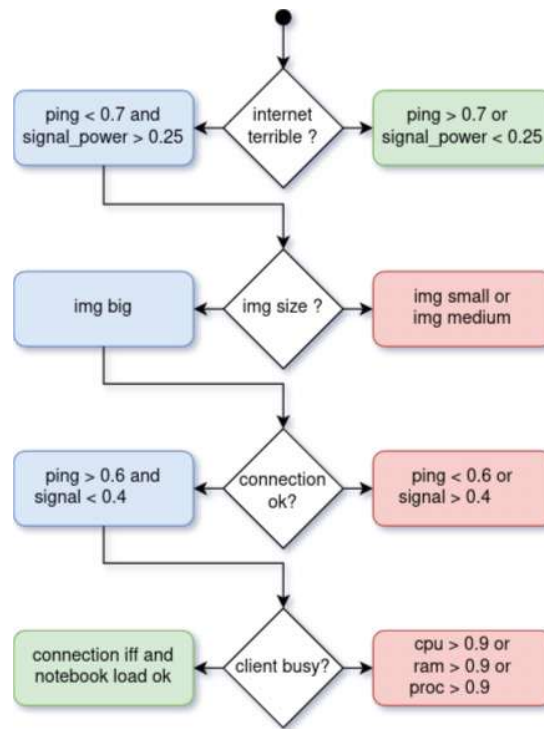 ping < 0.7 and
signal_power > 0.25
internet
terrible ?
ping > 0.7 or
signal_power < 0.25
img big
img size ?
img small or
img medium
ping > 0.6 and
signal < 0.4
connection
ok?
ping < 0.6 or
signal > 0.4
connection iff and
notebook load ok
client busy?
cpu > 0.9 or
ram > 0.9 or
proc > 0.9